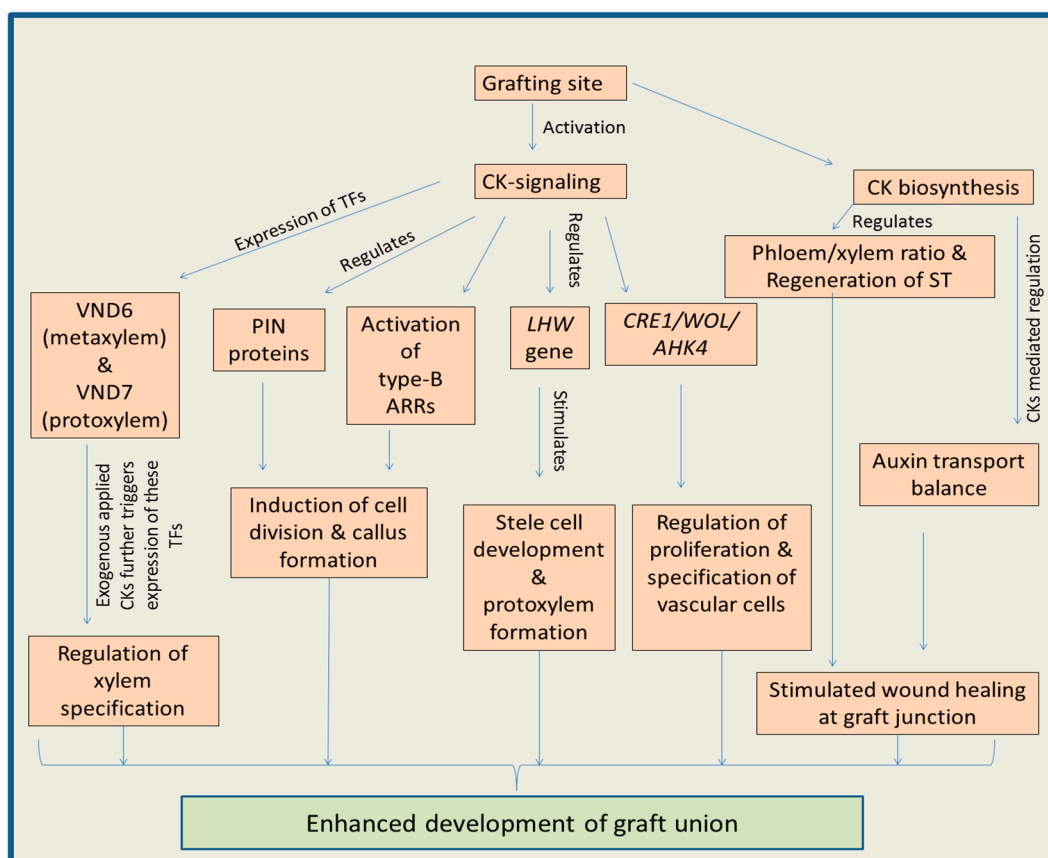 Grafting site
Activation
CK-signaling
CK biosynthesis
Expression of TFs
Regulates
Regulates
Regulates
CKs mediated regulation
Phloem/xylem ratio &
Regeneration of ST
VND6
(metaxylem)
&
VND7
(protoxylem)
PIN
proteins
Activation
of
type-B
ARRs
LHW
gene
CRE1/WOL/
AHK4
Stimulates
Auxin transport
balance
Exogenous applied
CKs further triggers
expression of these
TFs
Induction of cell
division & callus
formation
Stele cell
development
&
protoxylem
formation
Regulation of
proliferation &
specification of
vascular cells
Regulation of
xylem
specification
Stimulated wound healing
at graft junction
Enhanced development of graft union